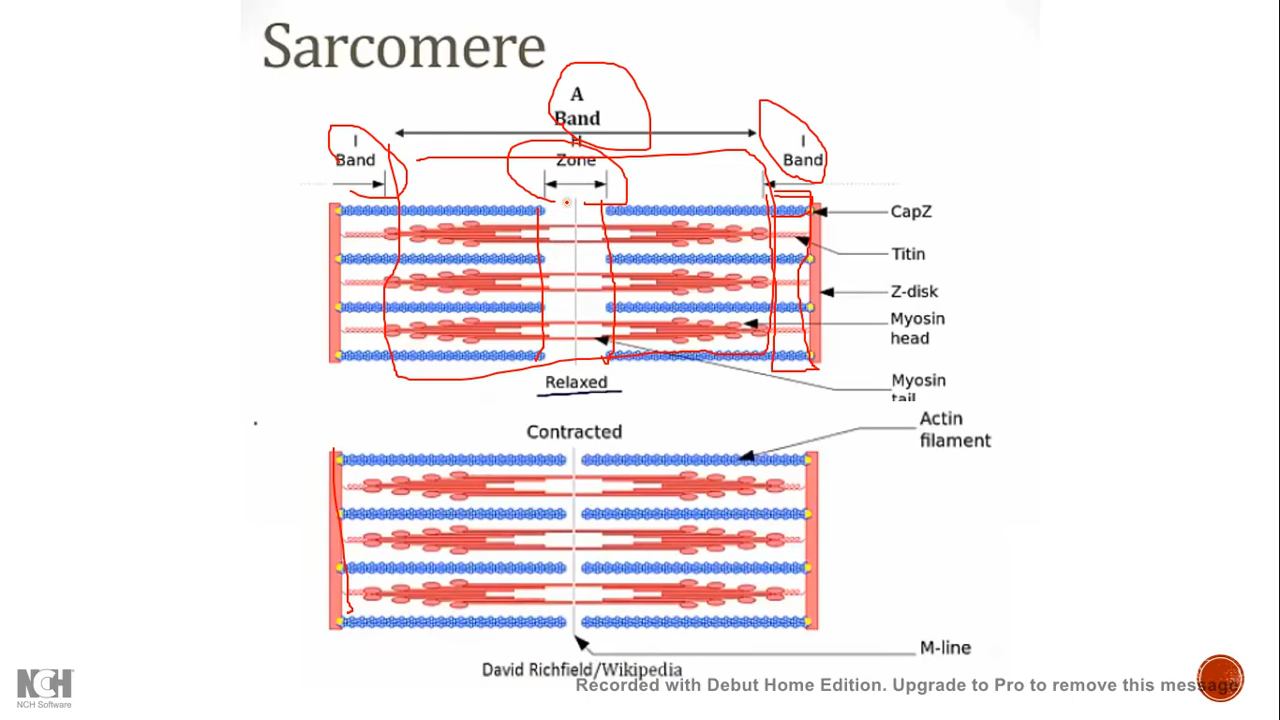 Sarcomere
A
Band
H
Zone
I
Band
I
Band
CapZ
Titin
Z-disk
Myosin
head
Myosin
tail
Relaxed
Contracted
Actin
filament
M-line
David Richfield/Wikipedia
Recorded with Debut Home Edition. Upgrade to Pro to remove this message
NCH
NCH Software